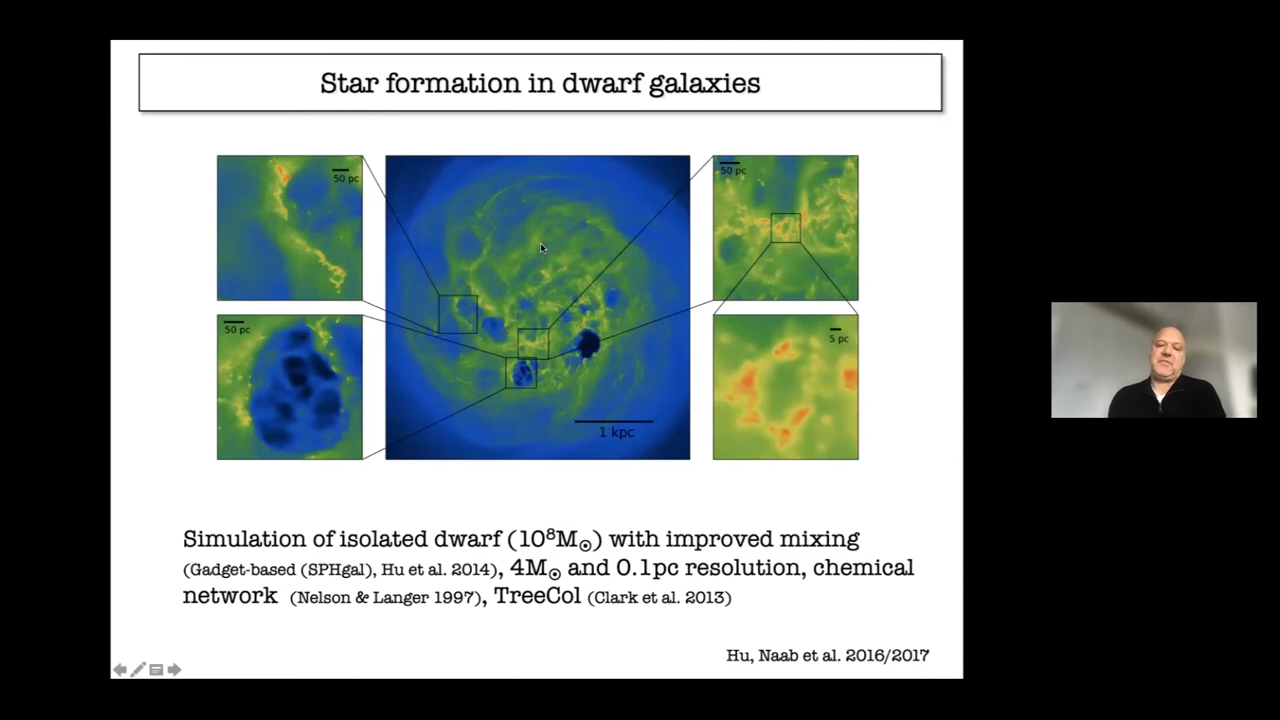 Star formation in dwarf galaxies
50 pc
50 pc
1 kpc
50 pc
5 pc
Simulation of isolated dwarf (10⁸M☉) with improved mixing
(Gadget-based (SPHgal), Hu et al. 2014), 4M☉ and 0.1pc resolution, chemical
network (Nelson & Langer 1997), TreeCol (Clark et al. 2013)
Hu, Naab et al. 2016/2017